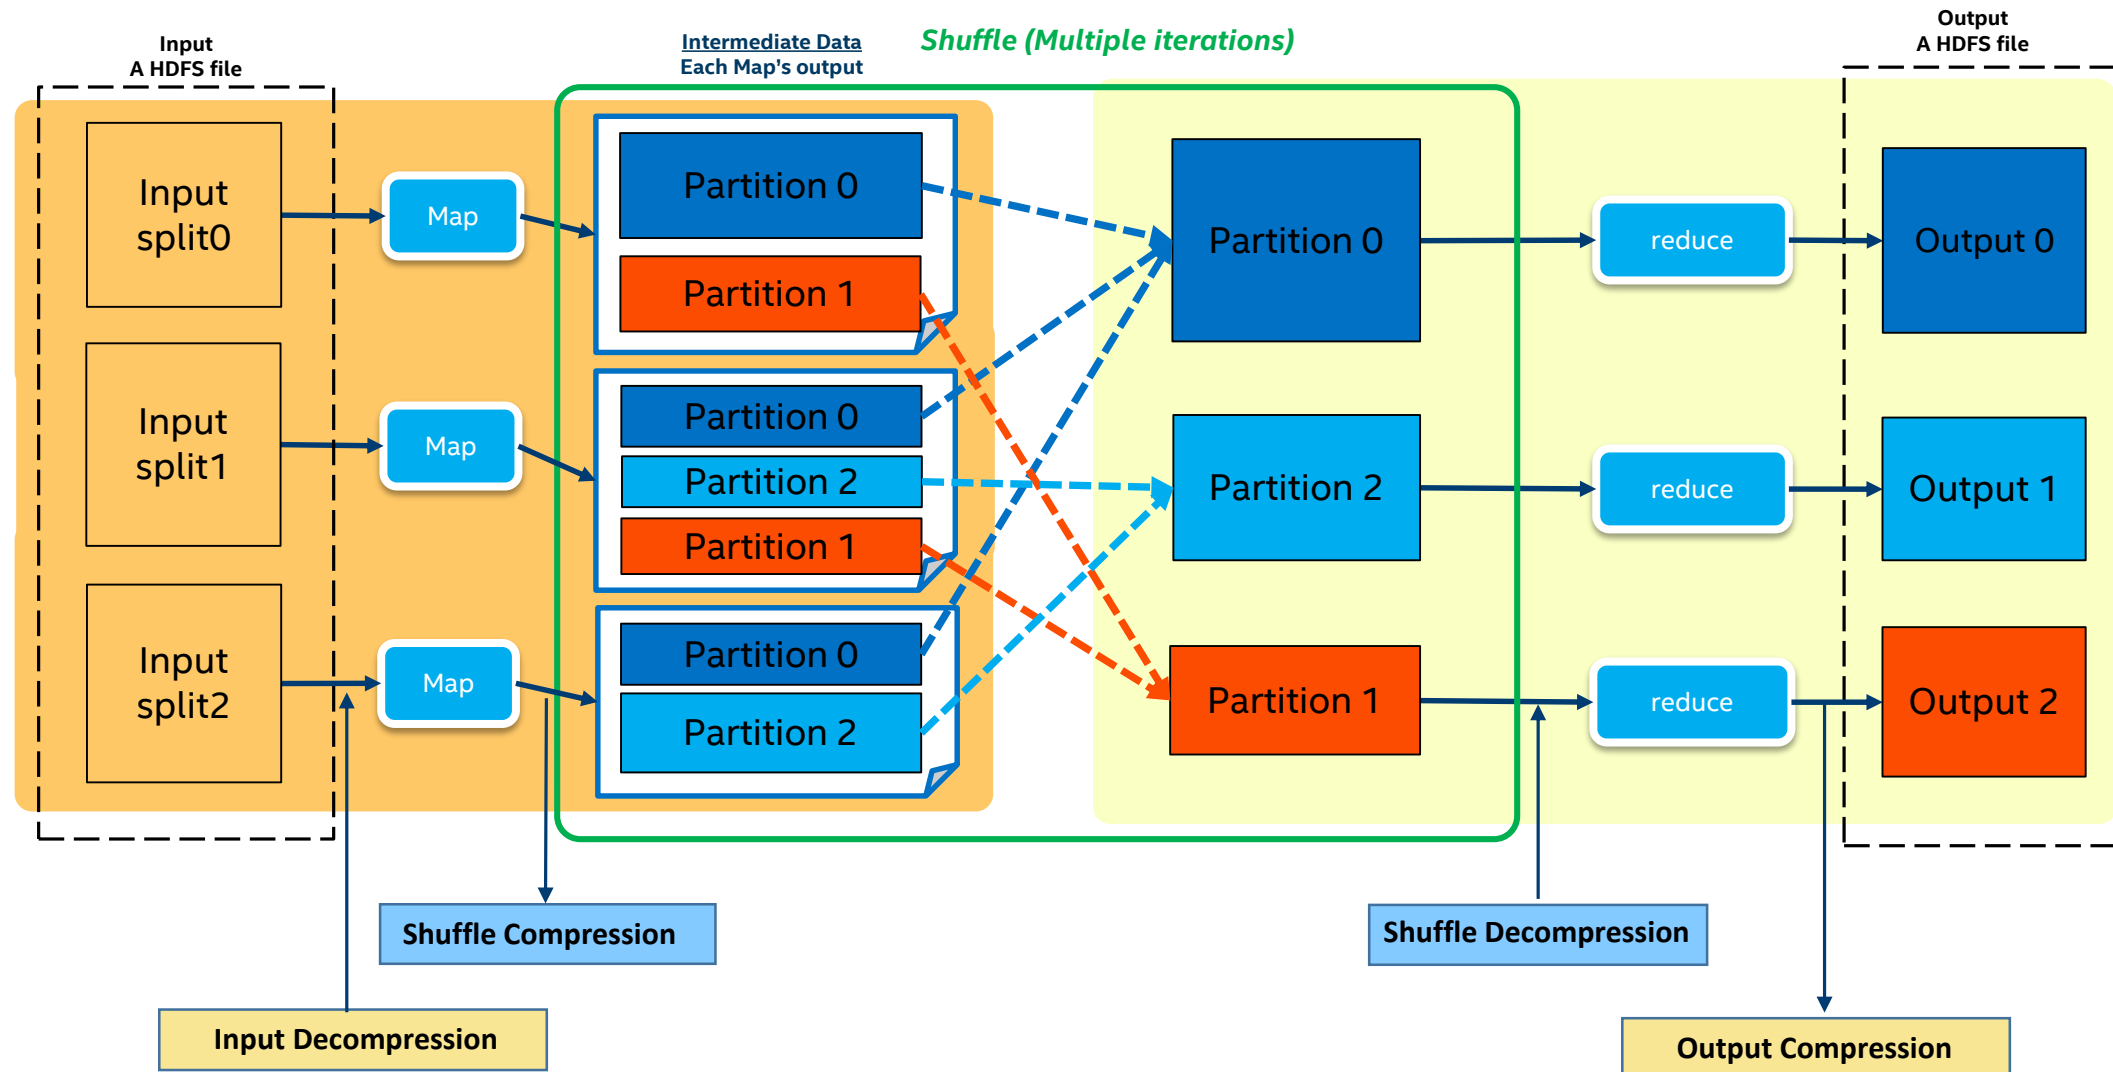 Input
A HDFS file
Intermediate Data
Each Map's output
Shuffle (Multiple iterations)
Output
A HDFS file
Input
split0
Map
Partition 0
Partition 1
Partition 0
reduce
Output 0
Input
split1
Map
Partition 0
Partition 2
Partition 1
Partition 2
reduce
Output 1
Input
split2
Map
Partition 0
Partition 2
Partition 1
reduce
Output 2
Shuffle Compression
Shuffle Decompression
Input Decompression
Output Compression